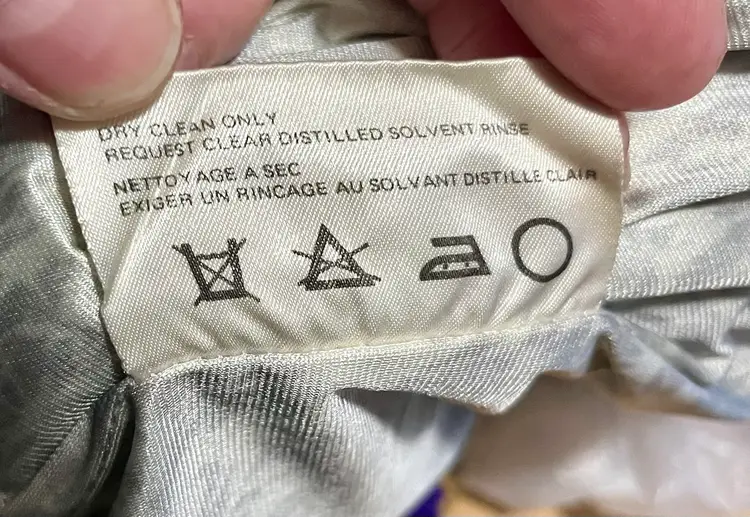 DRY CLEAN ONLY
REQUEST CLEAR DISTILLED SOLVENT RINSE
NETTOYAGE A SEC
EXIGER UN RINCAGE AU SOLVANT DISTILLE CLAIR